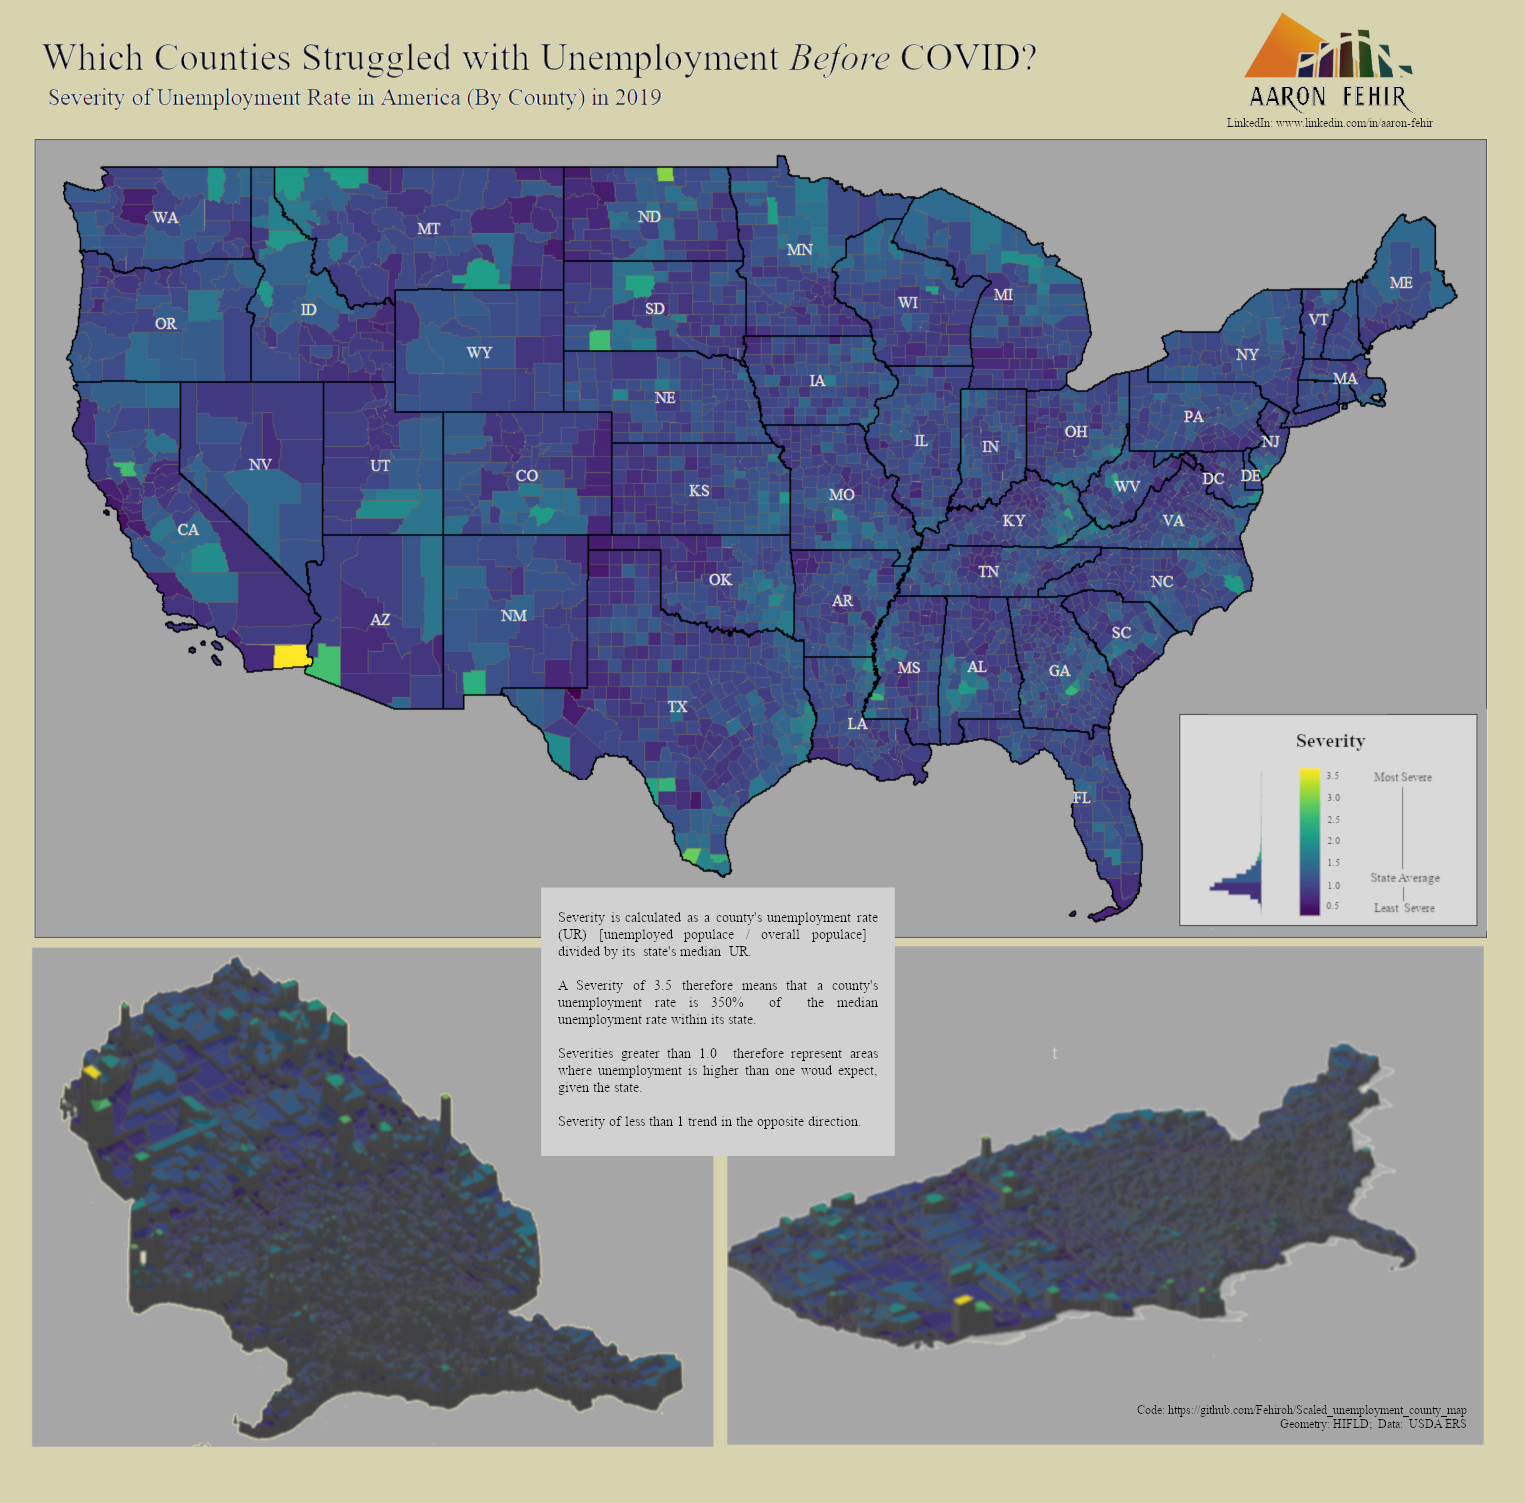 Which Counties Struggled with Unemployment Before COVID?
Severity of Unemployment Rate in America (By County) in 2019
AARON FEHIR
LinkedIn: www.linkedin.com/in/aaron-fehir
WA
MT
ND
MN
OR
ID
SD
WI
MI
ME
WY
VT
NY
NE
IA
MA
NV
UT
CO
KS
MO
IL
IN
OH
PA
NJ
CA
WV
DC
DE
KY
VA
AZ
NM
OK
AR
TN
NC
SC
TX
MS
AL
GA
LA
FL
Severity
3.5
3.0
2.5
2.0
1.5
1.0
0.5
Most Severe
State Average
Least Severe
Severity is calculated as a county's unemployment rate
(UR) [unemployed populace / overall populace]
divided by its state's median UR.
A Severity of 3.5 therefore means that a county's
unemployment rate is 350% of the median
unemployment rate within its state.
Severities greater than 1.0 therefore represent areas
where unemployment is higher than one woud expect,
given the state.
Severity of less than 1 trend in the opposite direction.
t
Code: https://github.com/Fehiroh/Scaled_unemployment_county_map
Geometry: HIFLD; Data: USDA ERS